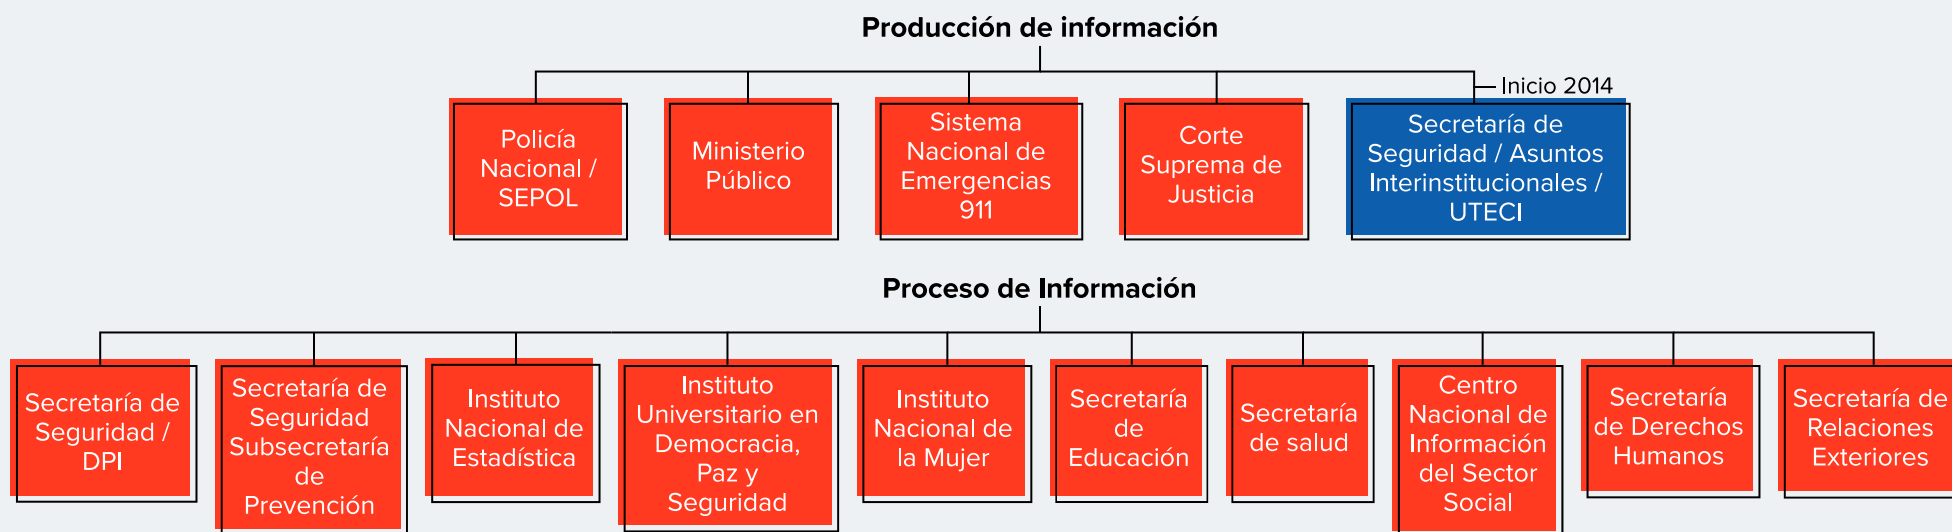 Producción de información
Inicio 2014
Policía
Nacional /
SEPOL
Ministerio
Público
Sistema
Nacional de
Emergencias
911
Corte
Suprema de
Justicia
Secretaría de
Seguridad / Asuntos
Interinstitucionales /
UTECI
Proceso de Información
Secretaría de
Seguridad /
DPI
Secretaría de
Seguridad
Subsecretaría
de
Prevención
Instituto
Nacional de
Estadística
Instituto
Universitario en
Democracia,
Paz y
Seguridad
Instituto
Nacional de
la Mujer
Secretaría
de
Educación
Secretaría
de salud
Centro
Nacional de
Información
del Sector
Social
Secretaría
de Derechos
Humanos
Secretaría de
Relaciones
Exteriores